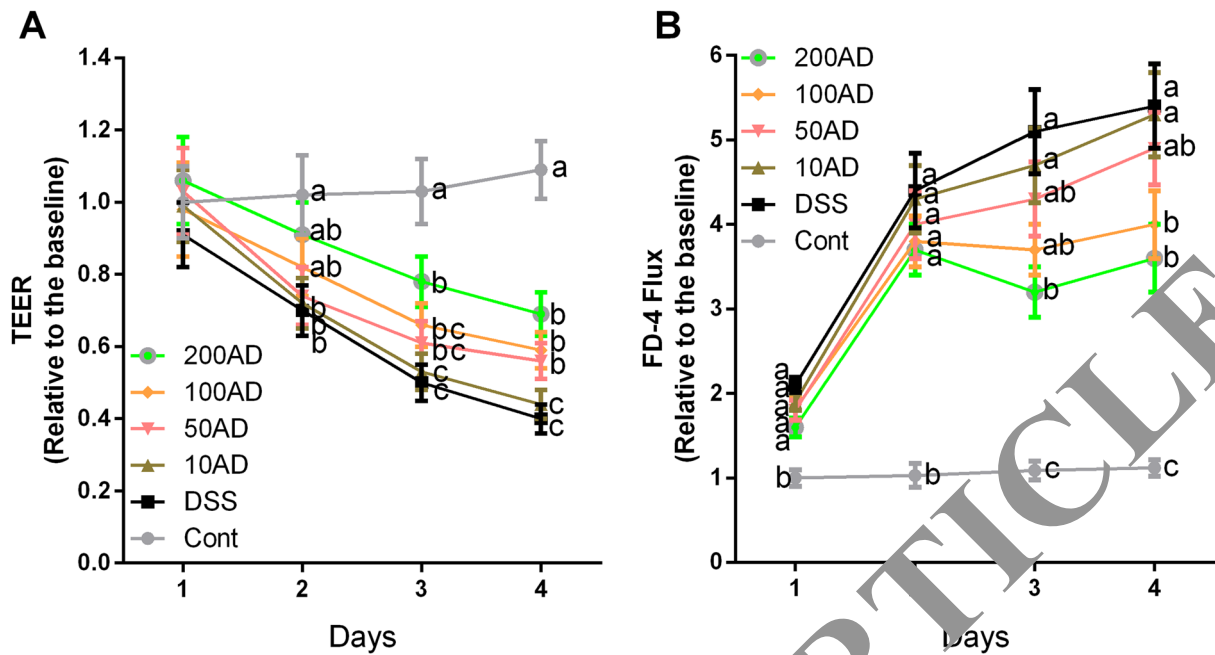 A
TEER
(Relative to the baseline)
1.4
1.2
1.0
0.8
0.6
0.4
0.2
0.0
1
2
3
4
Days
200AD
100AD
50AD
10AD
DSS
Cont
a
a
a
ab
ab
b
b
b
b
bc
bc
c
c
b
b
b
c
c
B
FD-4 Flux
(Relative to the baseline)
6
5
4
3
2
1
0
1
3
4
Days
200AD
100AD
50AD
10AD
DSS
Cont
a
a
a
a
a
b
a
a
a
a
a
b
a
a
ab
ab
b
c
a
a
ab
b
b
c
RTICLE